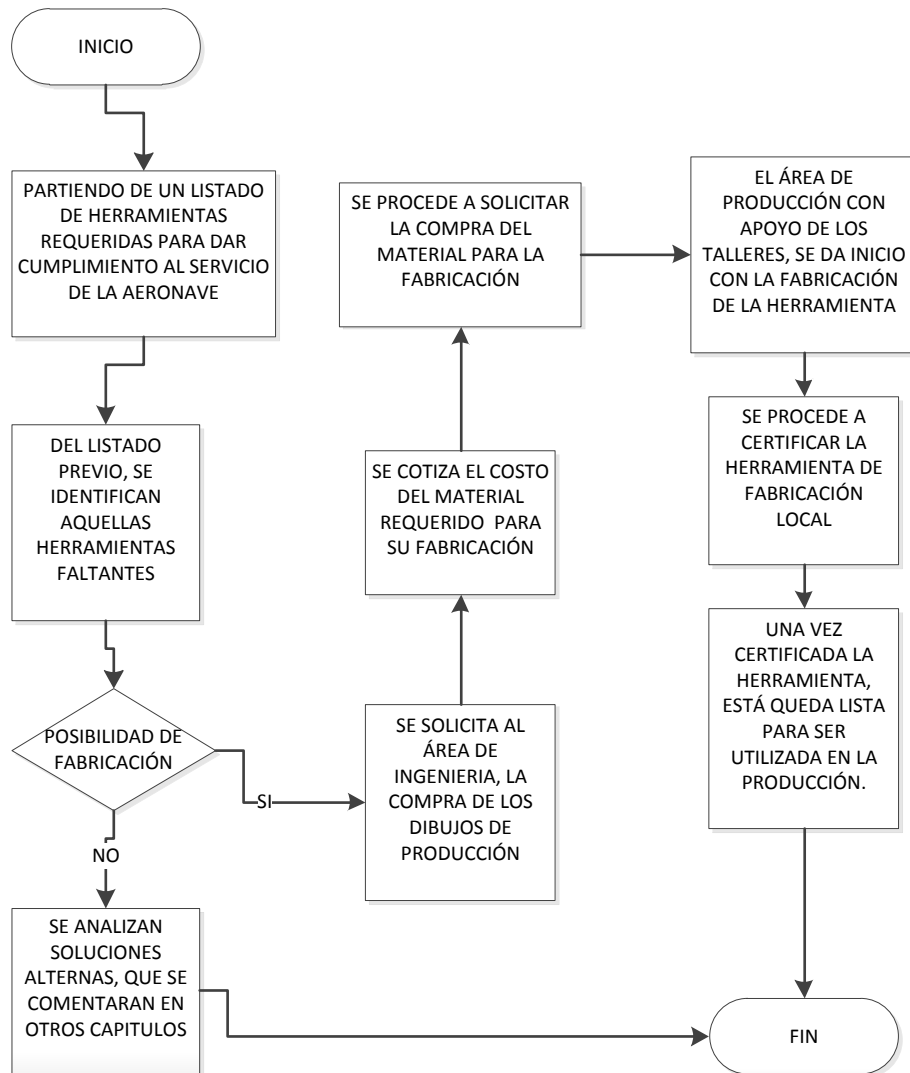 INICIO
PARTIENDO DE UN LISTADO
DE HERRAMIENTAS
REQUERIDAS PARA DAR
CUMPLIMIENTO AL SERVICIO
DE LA AERONAVE
DEL LISTADO
PREVIO, SE
IDENTIFICAN
AQUELLAS
HERRAMIENTAS
FALTANTES
POSIBILIDAD DE
FABRICACIÓN
SI
NO
SE ANALIZAN
SOLUCIONES
ALTERNAS, QUE SE
COMENTARAN EN
OTROS CAPITULOS
SE SOLICITA AL
ÁREA DE
INGENIERIA, LA
COMPRA DE LOS
DIBUJOS DE
PRODUCCIÓN
SE COTIZA EL COSTO
DEL MATERIAL
REQUERIDO PARA
SU FABRICACIÓN
SE PROCEDE A SOLICITAR
LA COMPRA DEL
MATERIAL PARA LA
FABRICACIÓN
EL ÁREA DE
PRODUCCIÓN CON
APOYO DE LOS
TALLERES, SE DA INICIO
CON LA FABRICACIÓN
DE LA HERRAMIENTA
SE PROCEDE A
CERTIFICAR LA
HERRAMIENTA DE
FABRICACIÓN
LOCAL
UNA VEZ
CERTIFICADA LA
HERRAMIENTA,
ESTÁ QUEDA LISTA
PARA SER
UTILIZADA EN LA
PRODUCCIÓN.
FIN